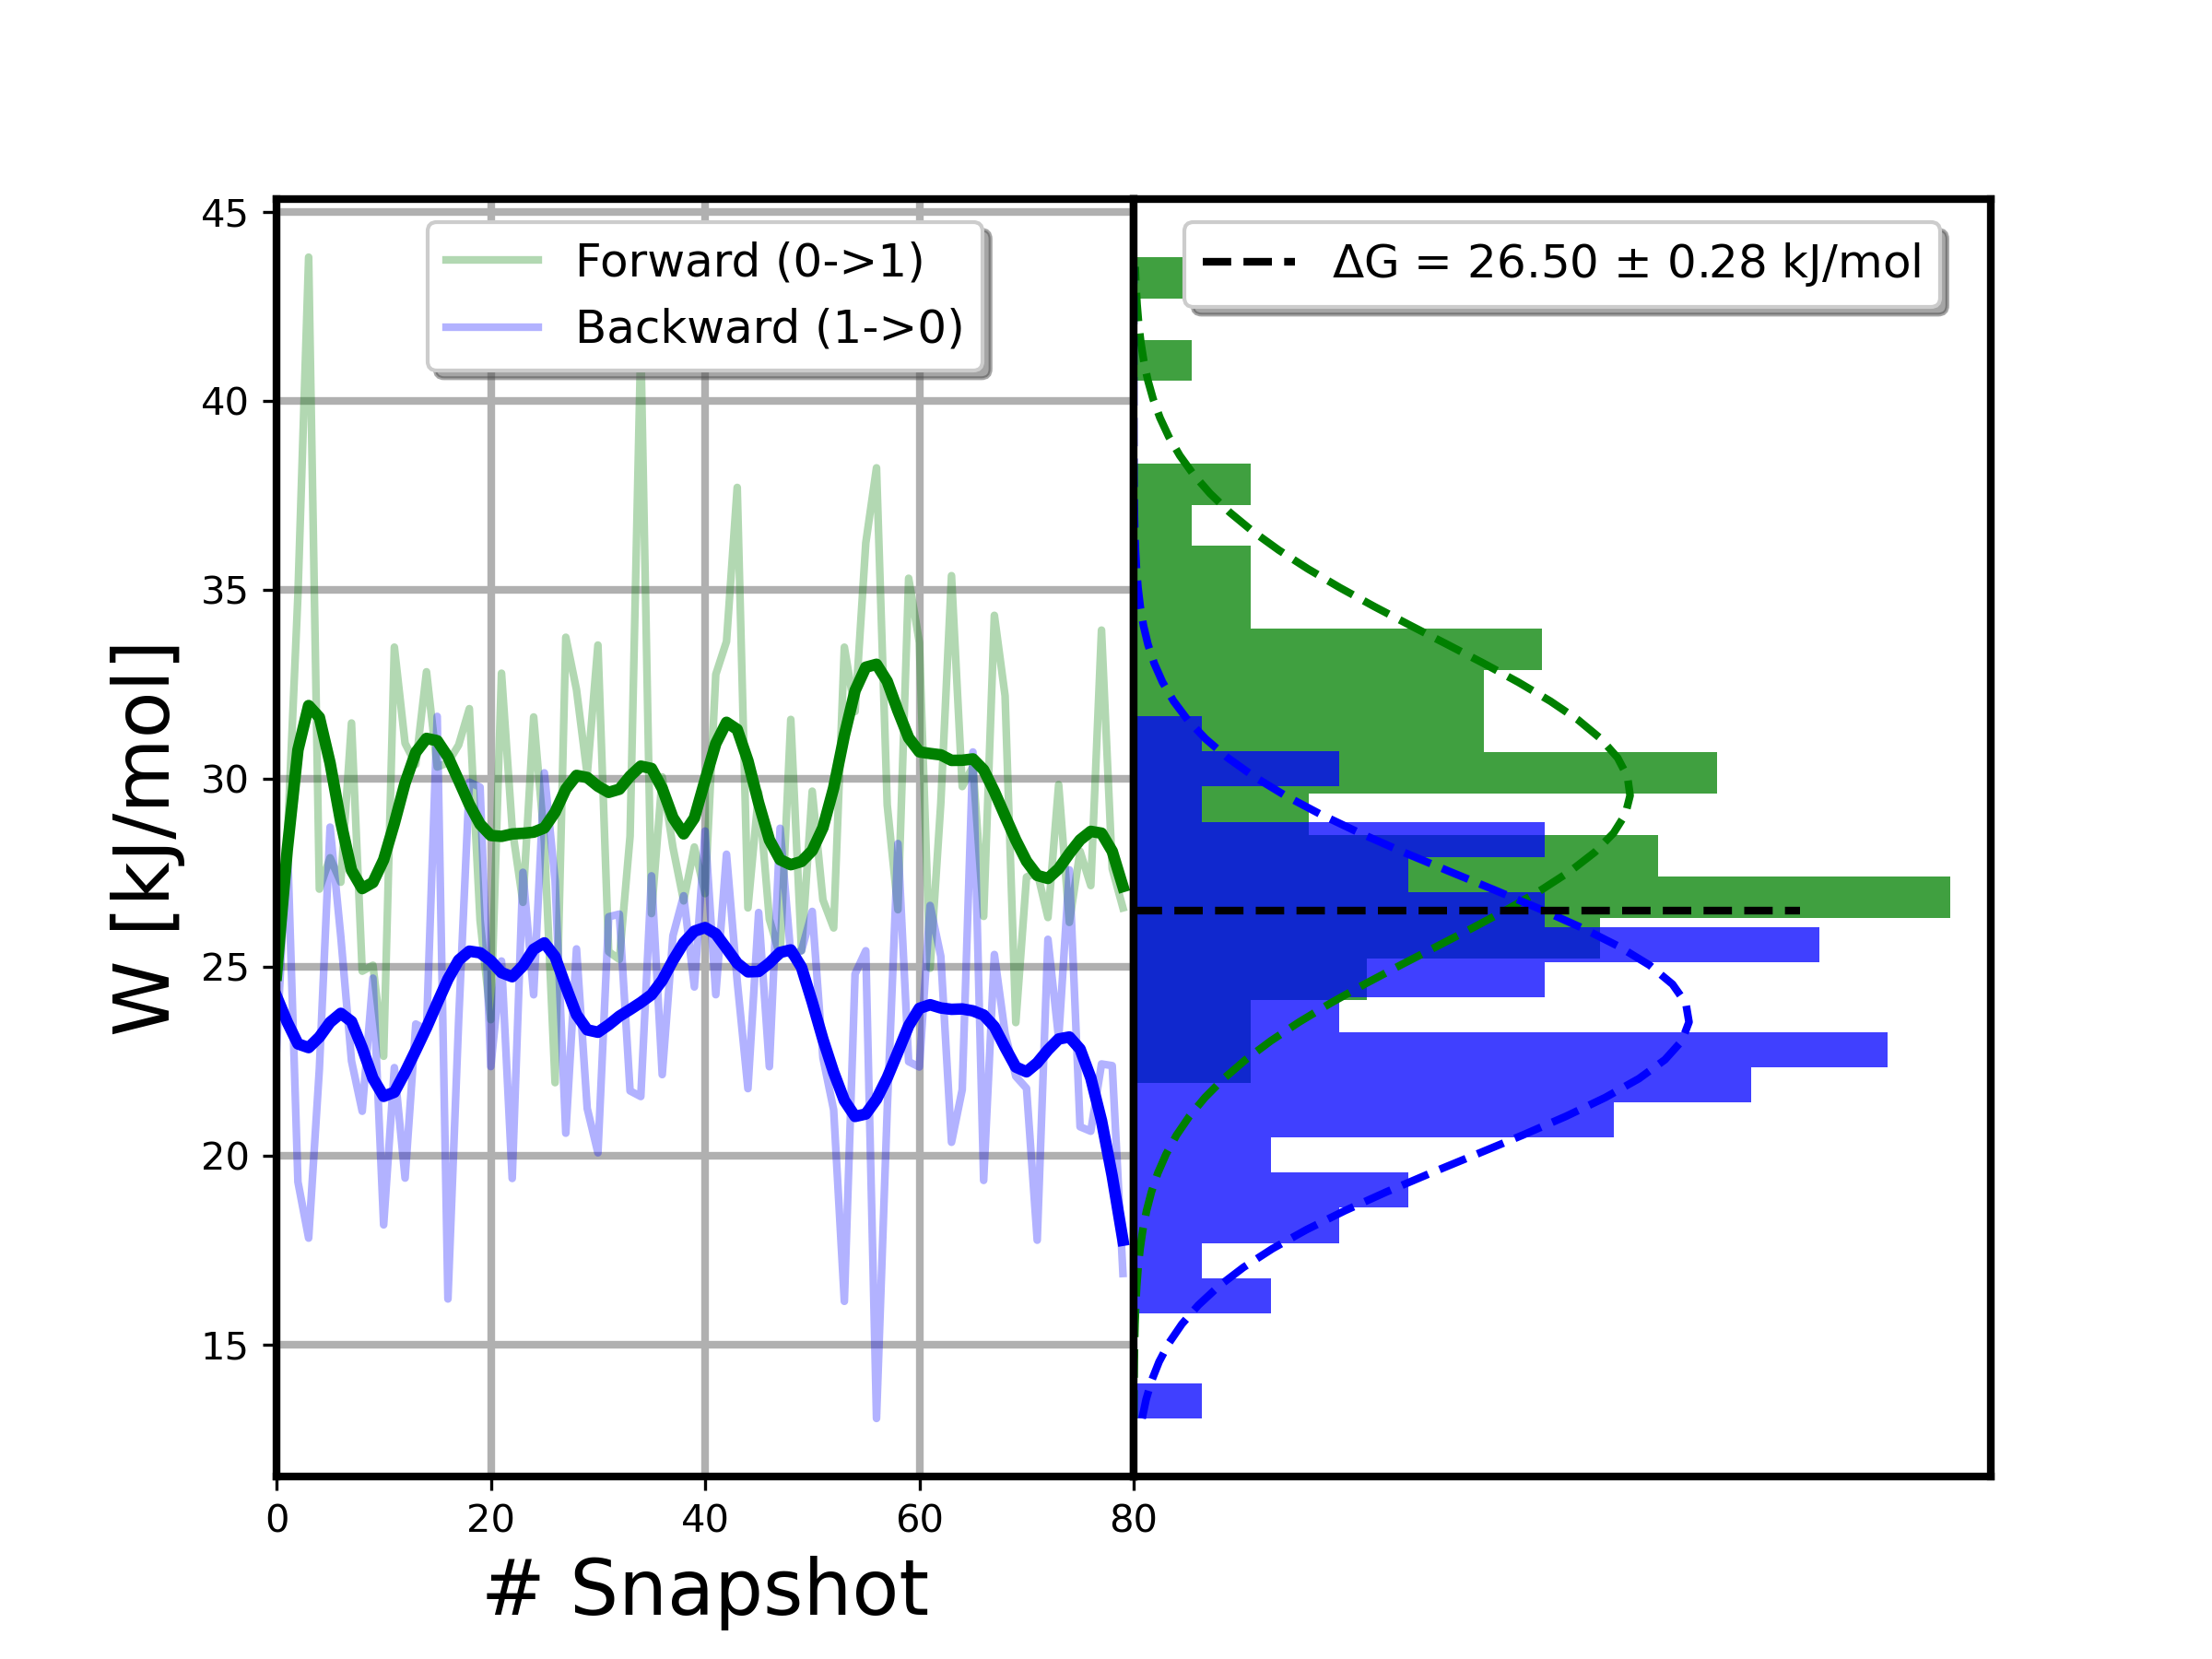 Forward (0->1)
Backward (1->0)
ΔG = 26.50 ± 0.28 kJ/mol
W [kJ/mol]
45
40
35
30
25
20
15
0 20 40 60 80
# Snapshot